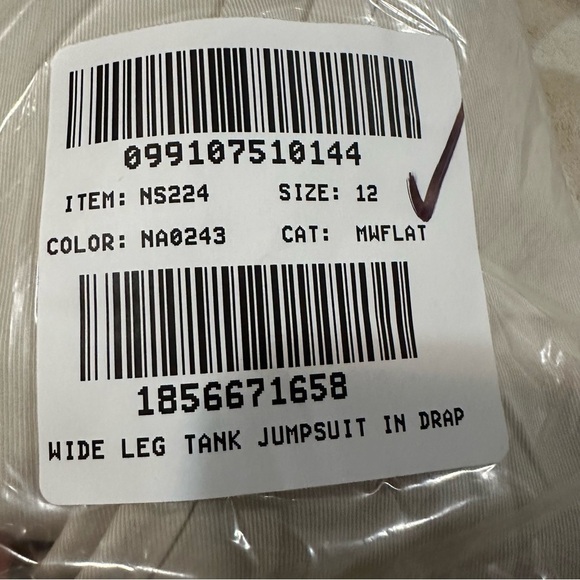 099107510144
ITEM: NS224 SIZE: 12
COLOR: NA0243 CAT: MWFLAT
1856671658
WIDE LEG TANK JUMPSUIT IN DRAP